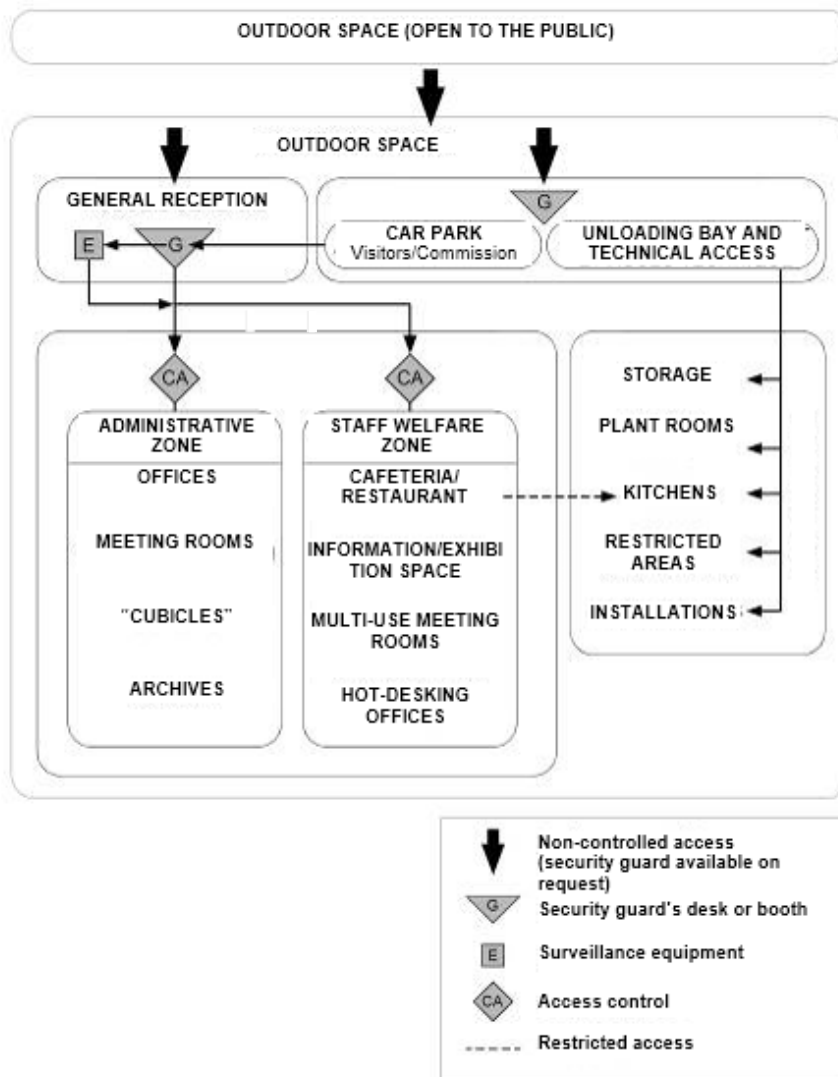 OUTDOOR SPACE (OPEN TO THE PUBLIC)
OUTDOOR SPACE
GENERAL RECEPTION
E
G
G
CAR PARK
Visitors/Commission
UNLOADING BAY AND
TECHNICAL ACCESS
CA
CA
ADMINISTRATIVE
ZONE
OFFICES
MEETING ROOMS
"CUBICLES"
ARCHIVES
STAFF WELFARE
ZONE
CAFETERIA/
RESTAURANT
INFORMATION/EXHIBI
TION SPACE
MULTI-USE MEETING
ROOMS
HOT-DESKING
OFFICES
STORAGE
PLANT ROOMS
KITCHENS
RESTRICTED
AREAS
INSTALLATIONS
Non-controlled access
(security guard available on
request)
G
Security guard's desk or booth
E
Surveillance equipment
CA
Access control
Restricted access